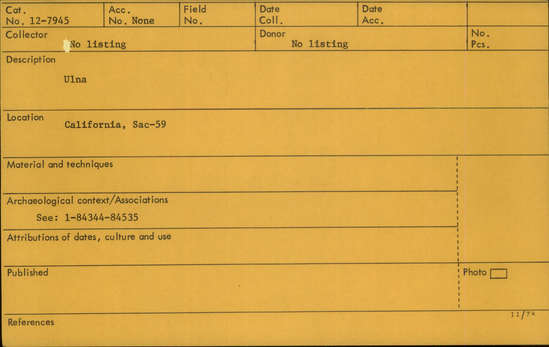 Cat. No. 12-7945
Acc. No. None
Field No.
Date Coll.
Date Acc.
Collector
No listing
Donor
No listing
No. Pcs.
Description
Ulna
Location
California, Sac-59
Material and techniques
Archaeological context/Associations
See: 1-84344-84535
Attributions of dates, culture and use
Published
Photo
References